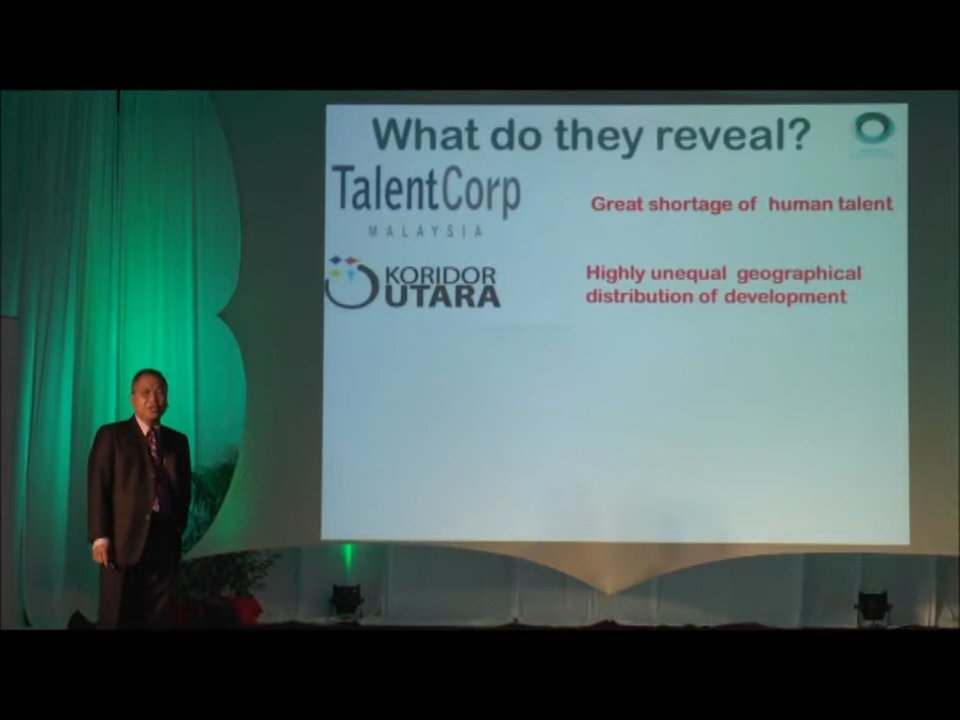 What do they reveal?
TalentCorp
MALAYSIA
Great shortage of human talent
KORIDOR
UTARA
Highly unequal geographical
distribution of development